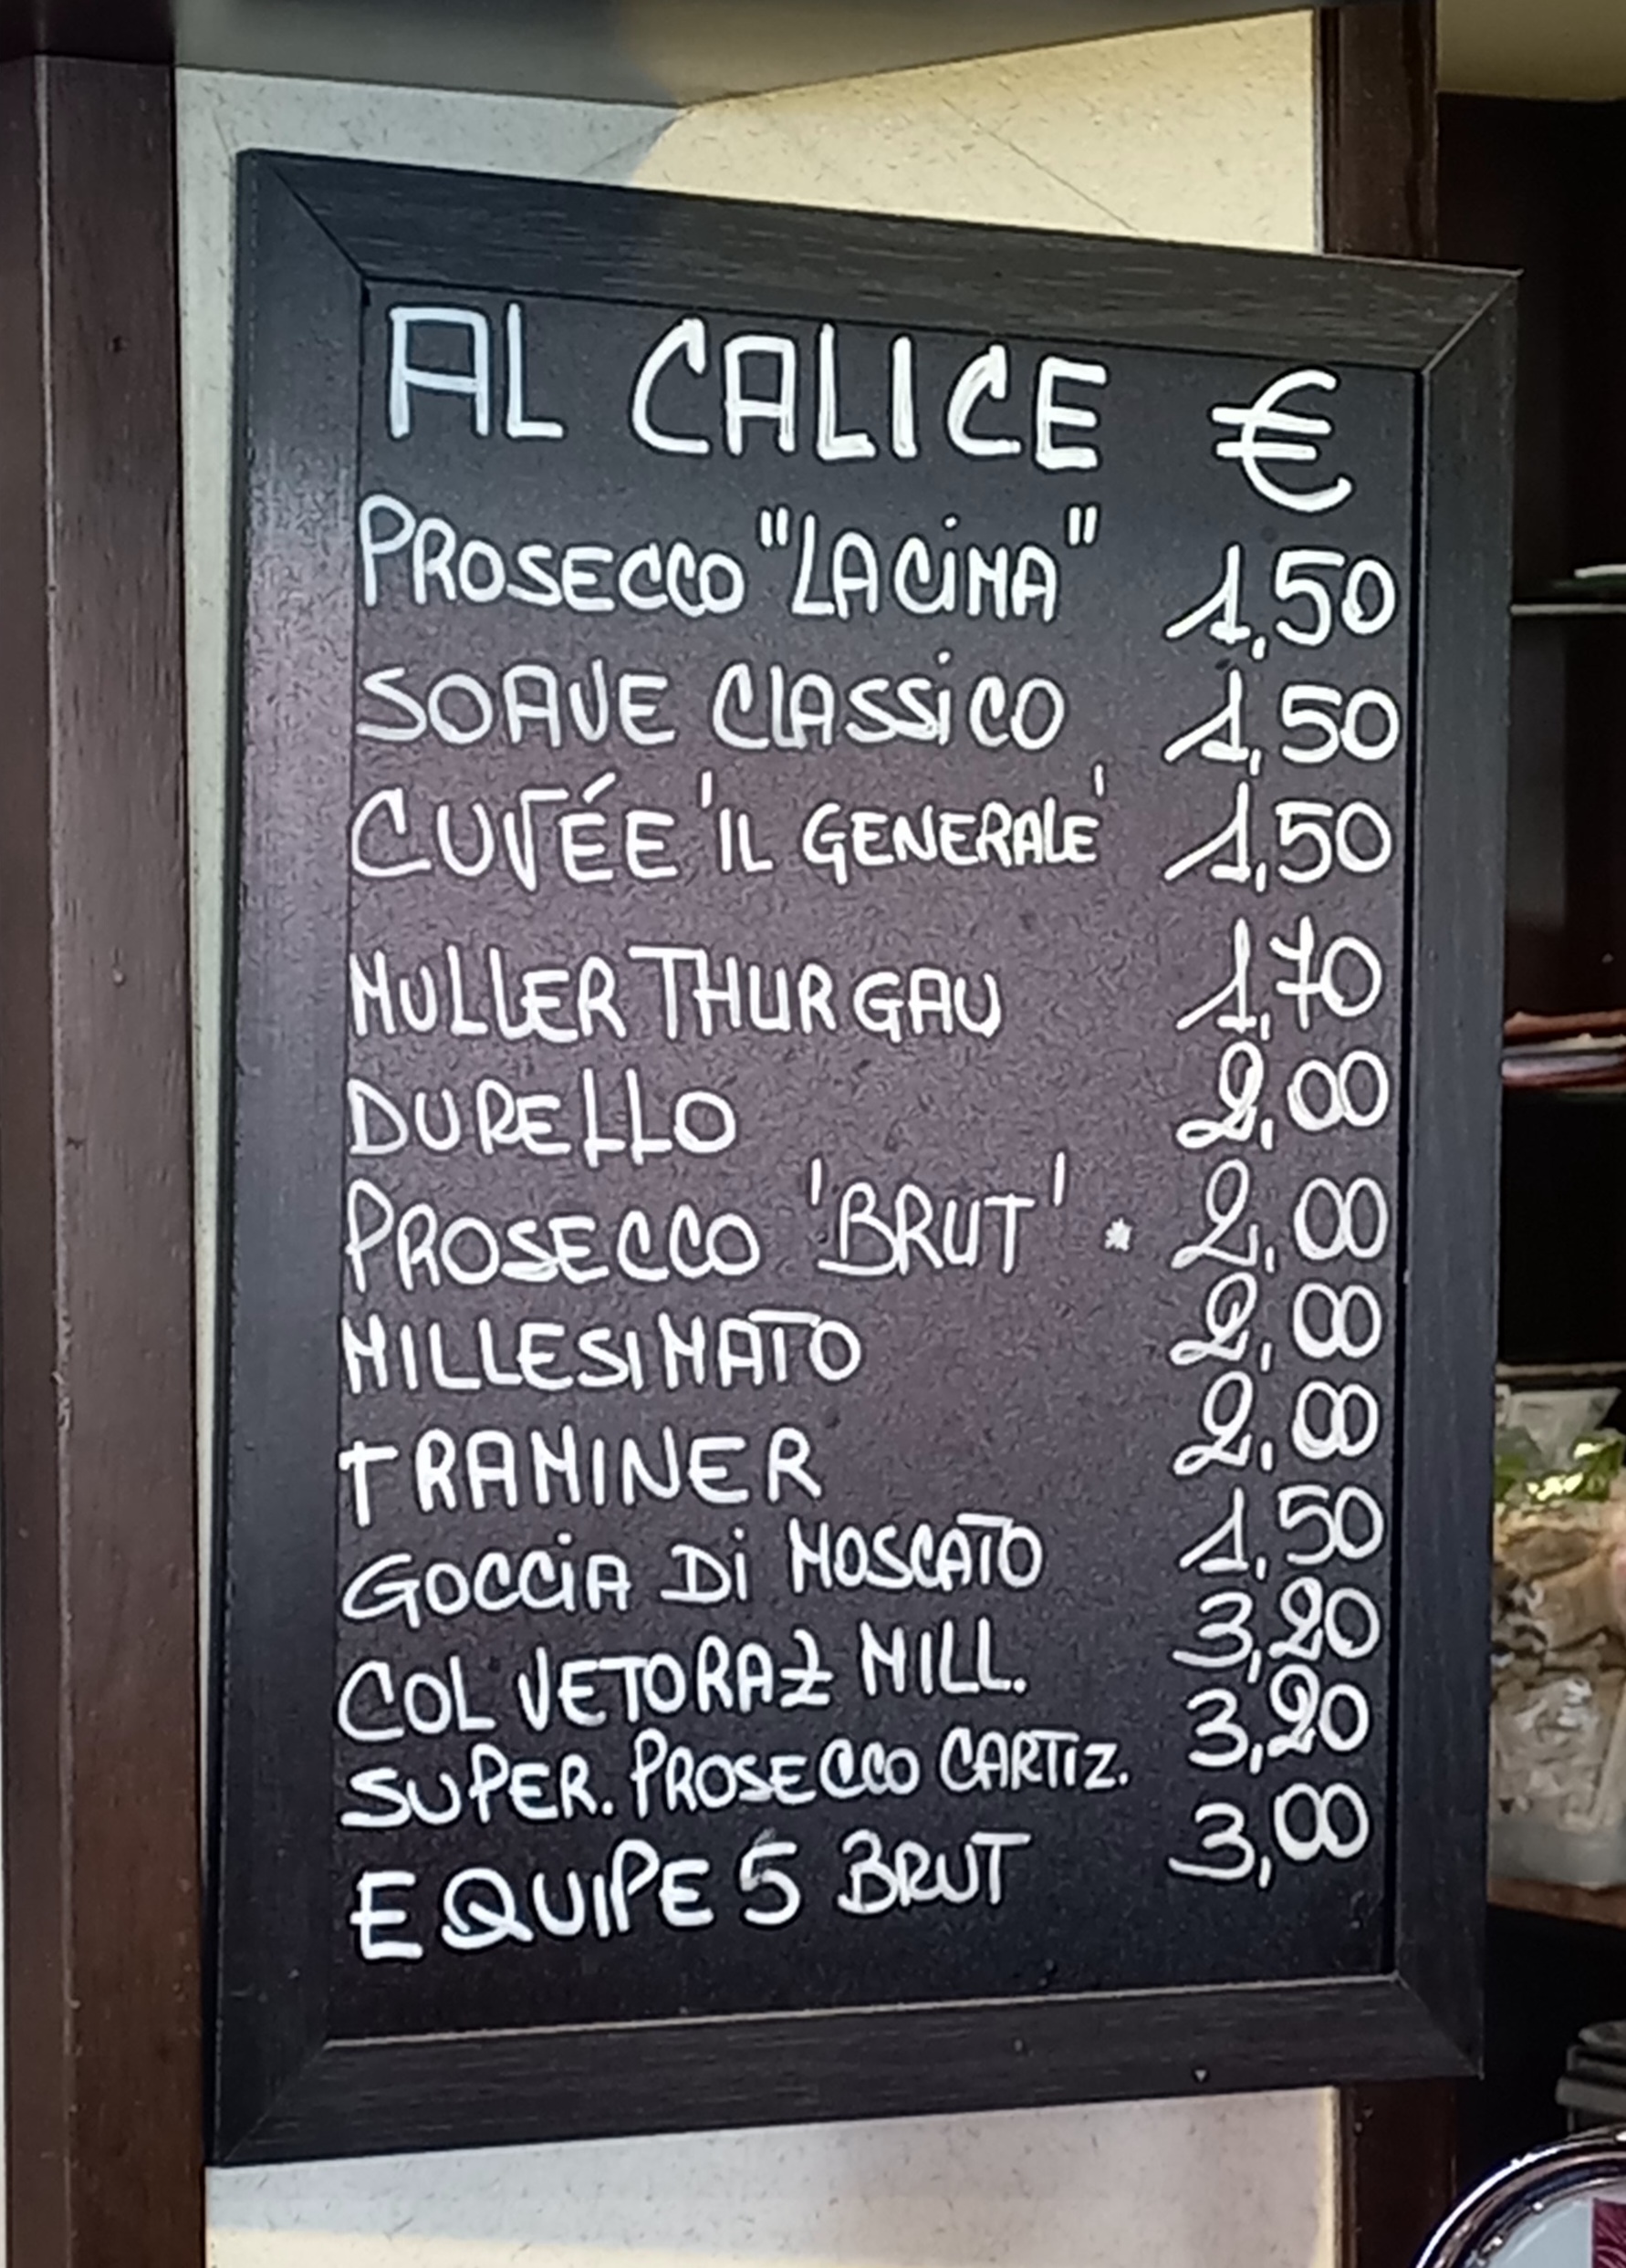 AL CALICE €
PROSECCO "LA CiMA" 1,50
SOAVE CLASSiCO 1,50
CUVÉE 'IL GENERALE' 1,50
MULLER THURGAU 1,70
DURELLO 2,00
PROSECCO 'BRUT' * 2,00
MILLESIMATO 2,00
TRAMINER 2,00
GOCCiA Di MOSCATO 1,50
COL VETORAZ MILL. 3,20
SUPER. PROSECCO CARTiZ. 3,20
EQUIPE 5 BRUT 3,00